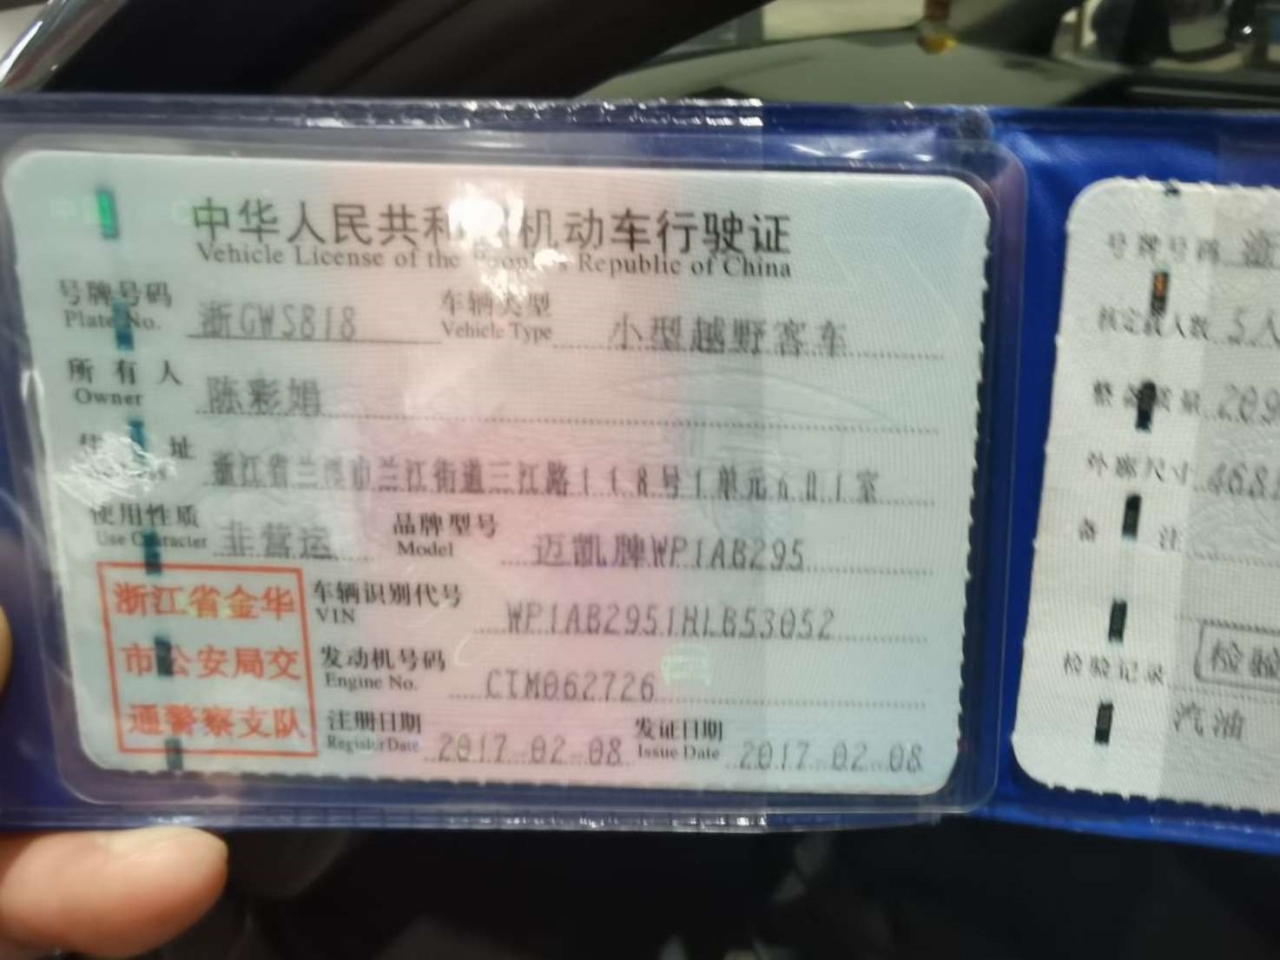 中华人民共和 机动车行驶证
Vehicle License of the People's Republic of China
号牌号码 浙GWS818 车辆类型 小型越野客车
Plate No. Vehicle Type
所有人 陈彩娟
Owner
住 址 浙江省兰溪市兰江街道三江路118号1单元601室
使用性质 非营运 品牌型号 迈凯牌WP1AB295
Use Character Model
车辆识别代号 WP1AB2951HLB53052
VIN
发动机号码 CTM062726
Engine No.
注册日期 2017-02-08 发证日期 2017-02-08
Register Date Issue Date
浙江省金华
市公安局交
通警察支队
号牌号码 浙
核定载人数 5人
整备质量 209
外廓尺寸 468
备 注
检验
检验记录
汽油